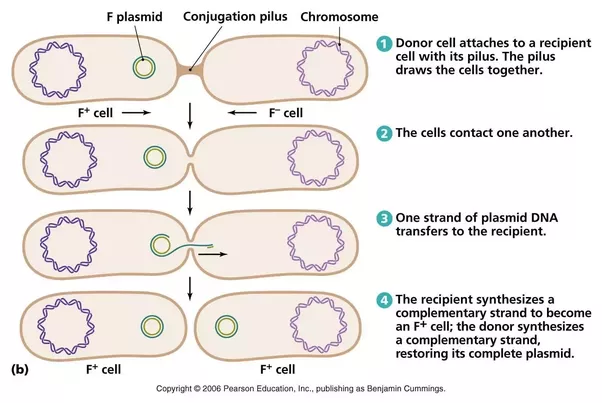 F plasmid
Conjugation pilus
Chromosome
1 Donor cell attaches to a recipient
cell with its pilus. The pilus
draws the cells together.
F+ cell
F– cell
2 The cells contact one another.
3 One strand of plasmid DNA
transfers to the recipient.
4 The recipient synthesizes a
complementary strand to become
an F+ cell; the donor synthesizes
a complementary strand,
restoring its complete plasmid.
(b)
F+ cell
F+ cell
Copyright © 2006 Pearson Education, Inc., publishing as Benjamin Cummings.